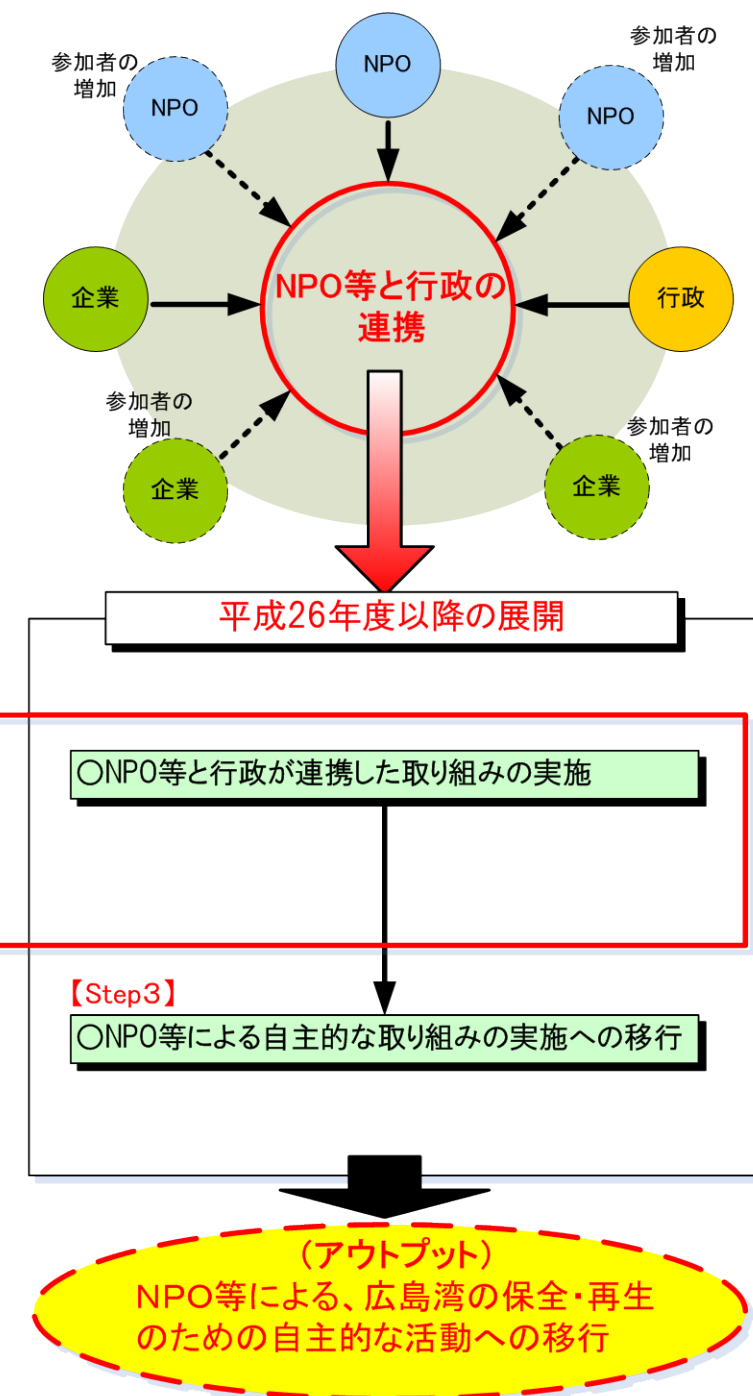 参加者の
増加
NPO
NPO
参加者の
増加
NPO
企業
NPO等と行政の
連携
行政
参加者の
増加
企業
参加者の
増加
企業
平成26年度以降の展開
○NPO等と行政が連携した取り組みの実施
【Step3】
○NPO等による自主的な取り組みの実施への移行
(アウトプット)
NPO等による、広島湾の保全・再生
のための自主的な活動への移行